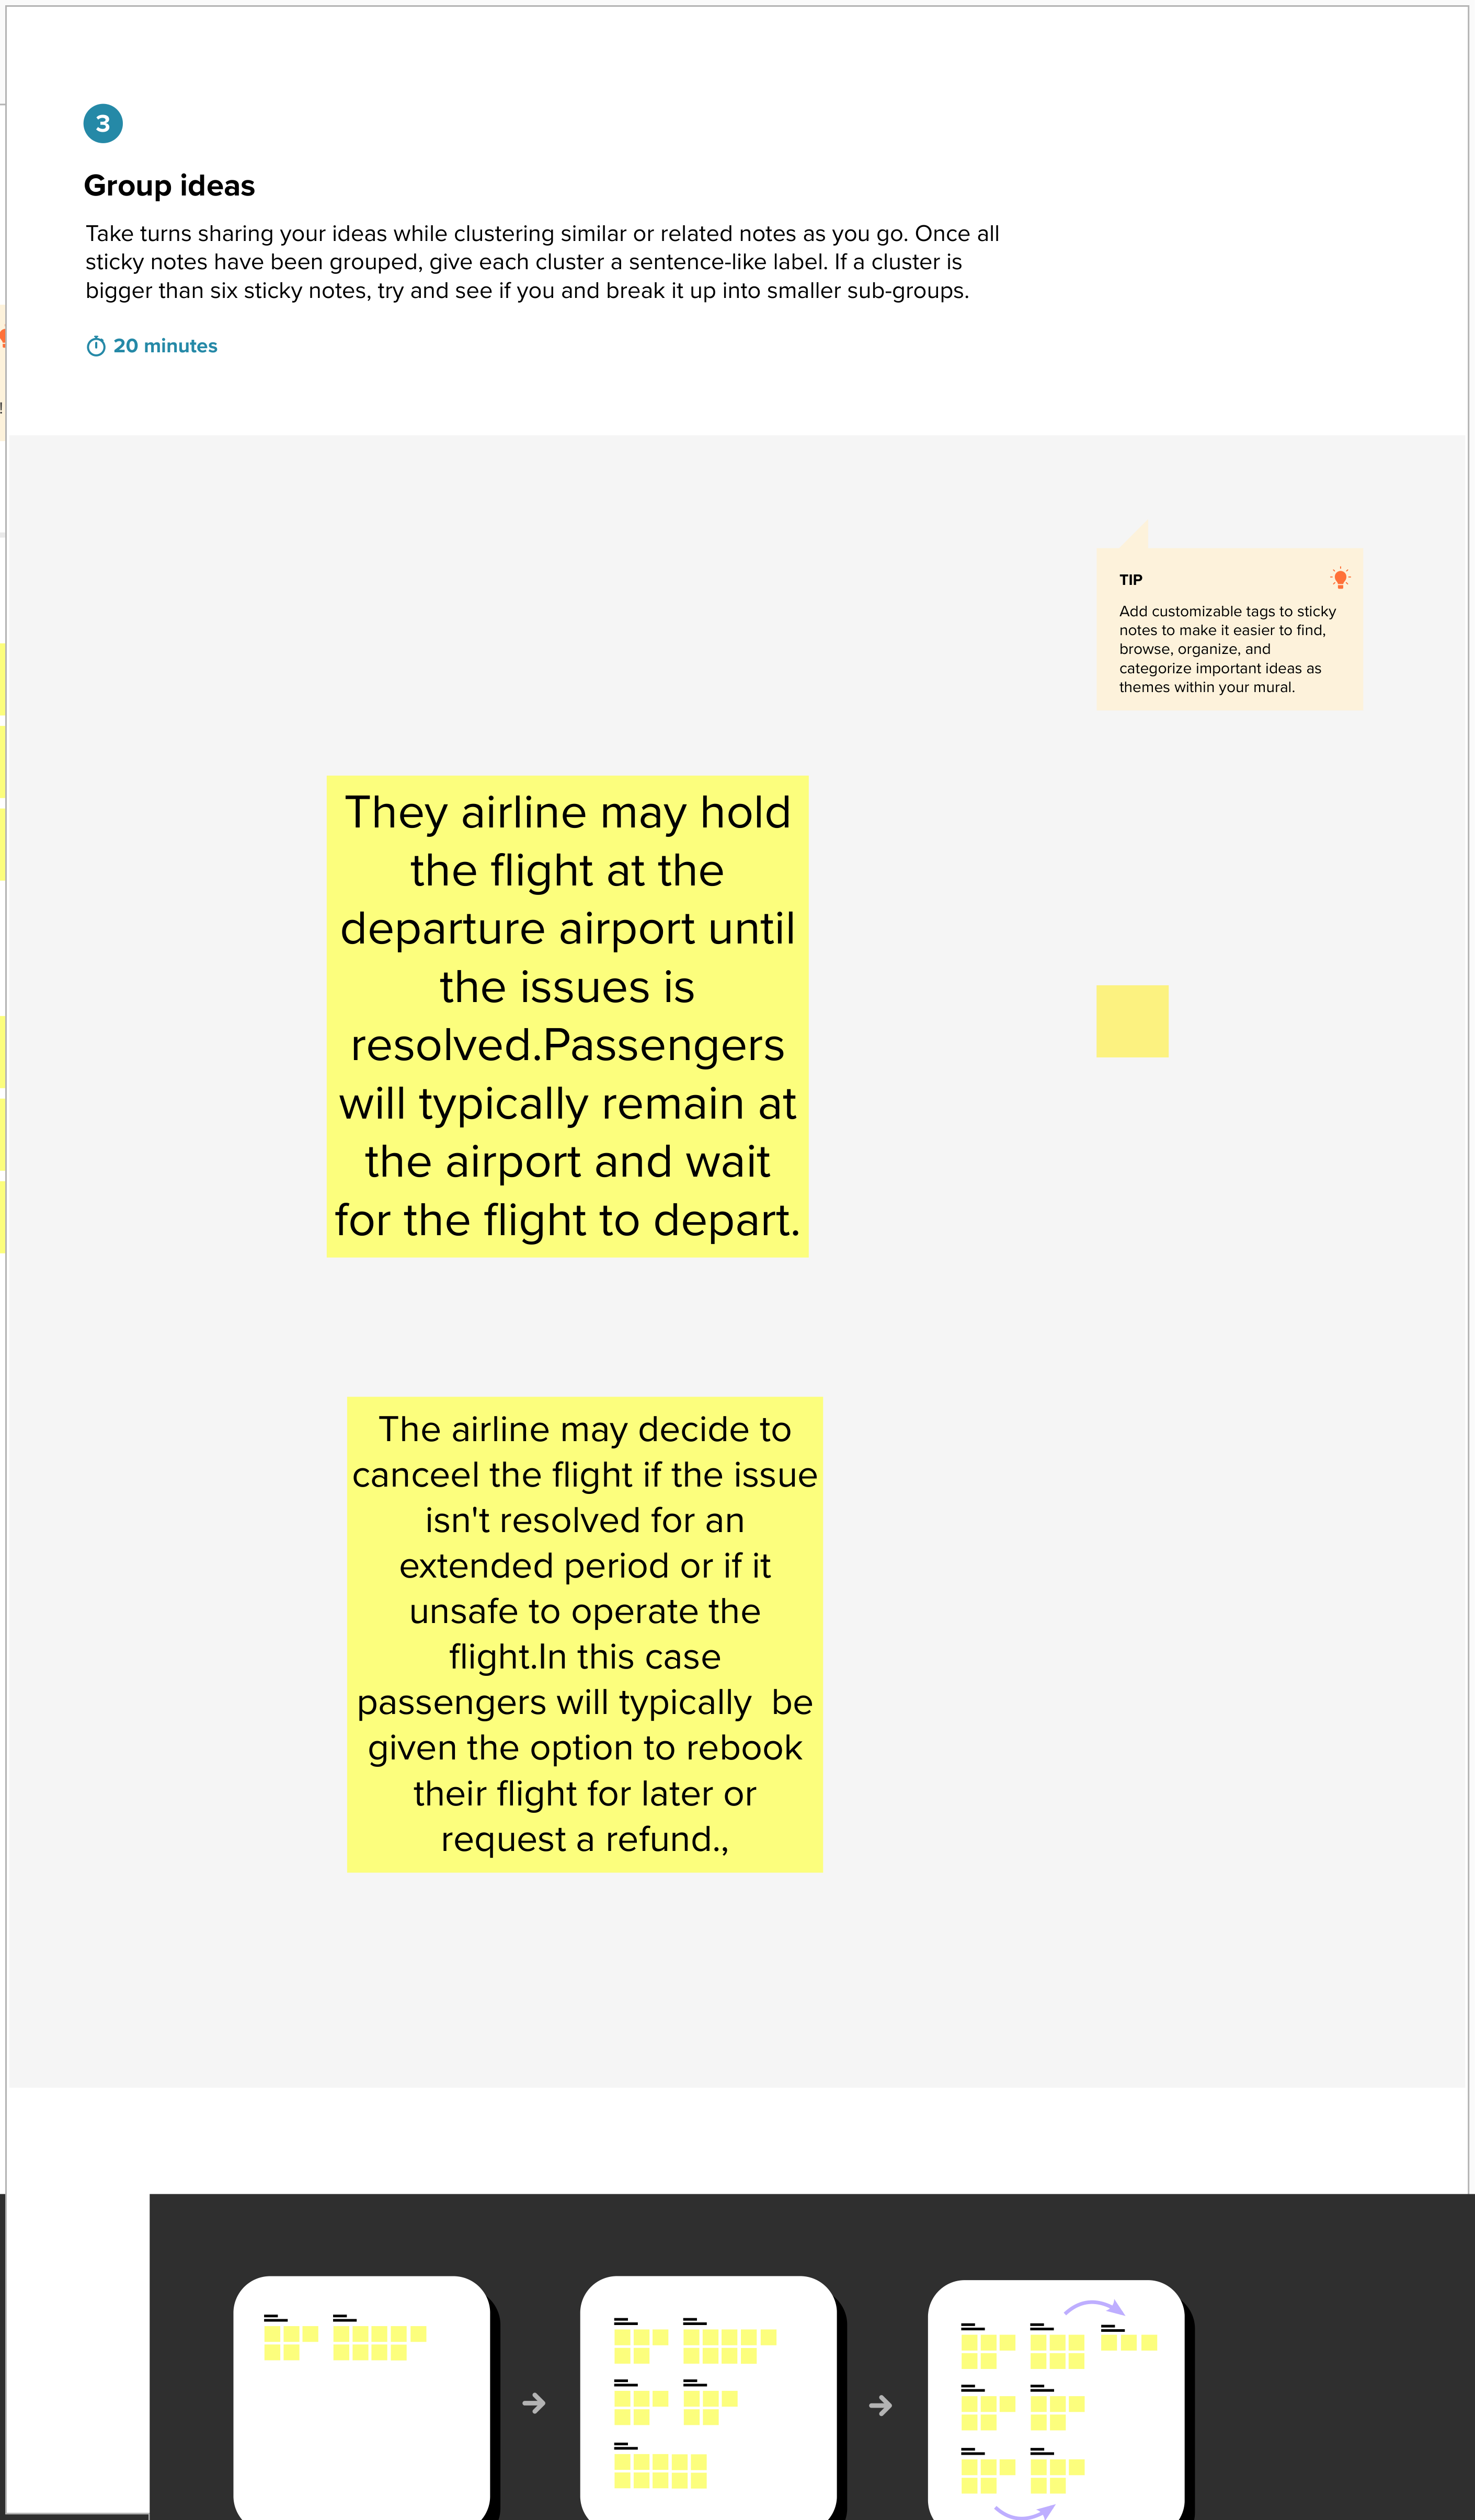 3
Group ideas
Take turns sharing your ideas while clustering similar or related notes as you go. Once all
sticky notes have been grouped, give each cluster a sentence-like label. If a cluster is
bigger than six sticky notes, try and see if you and break it up into smaller sub-groups.
20 minutes
!
TIP
Add customizable tags to sticky
notes to make it easier to find,
browse, organize, and
categorize important ideas as
themes within your mural.
They airline may hold
the flight at the
departure airport until
the issues is
resolved.Passengers
will typically remain at
the airport and wait
for the flight to depart.
The airline may decide to
canceel the flight if the issue
isn't resolved for an
extended period or if it
unsafe to operate the
flight.In this case
passengers will typically  be
given the option to rebook
their flight for later or
request a refund.,